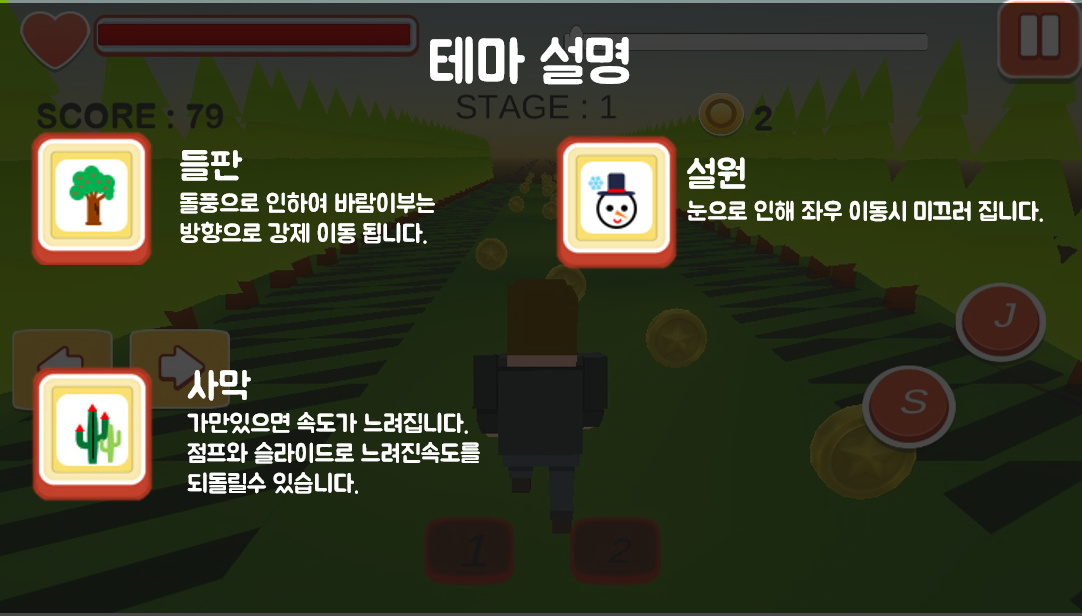 테마 설명
SCORE : 79
STAGE : 1
2
들판
돌풍으로 인하여 바람이부는
방향으로 강제 이동 됩니다.
설원
눈으로 인해 좌우 이동시 미끄러 집니다.
J
사막
가만있으면 속도가 느려집니다.
점프와 슬라이드로 느려진속도를
되돌릴수 있습니다.
S
1
2